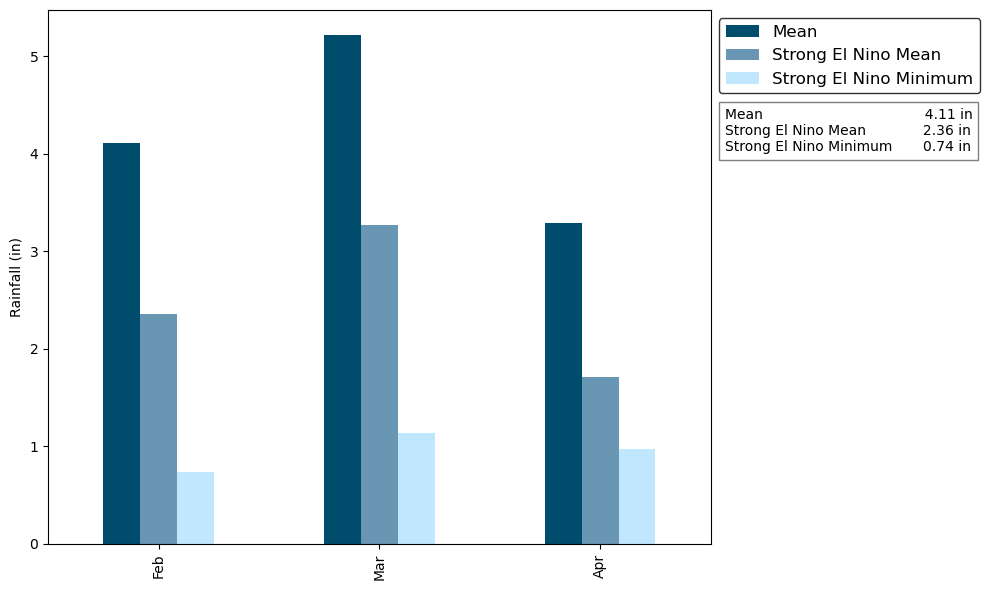 Mean
Strong El Nino Mean
Strong El Nino Minimum
Mean 4.11 in
Strong El Nino Mean 2.36 in
Strong El Nino Minimum 0.74 in
Rainfall (in)
5
4
3
2
1
0
Feb
Mar
Apr